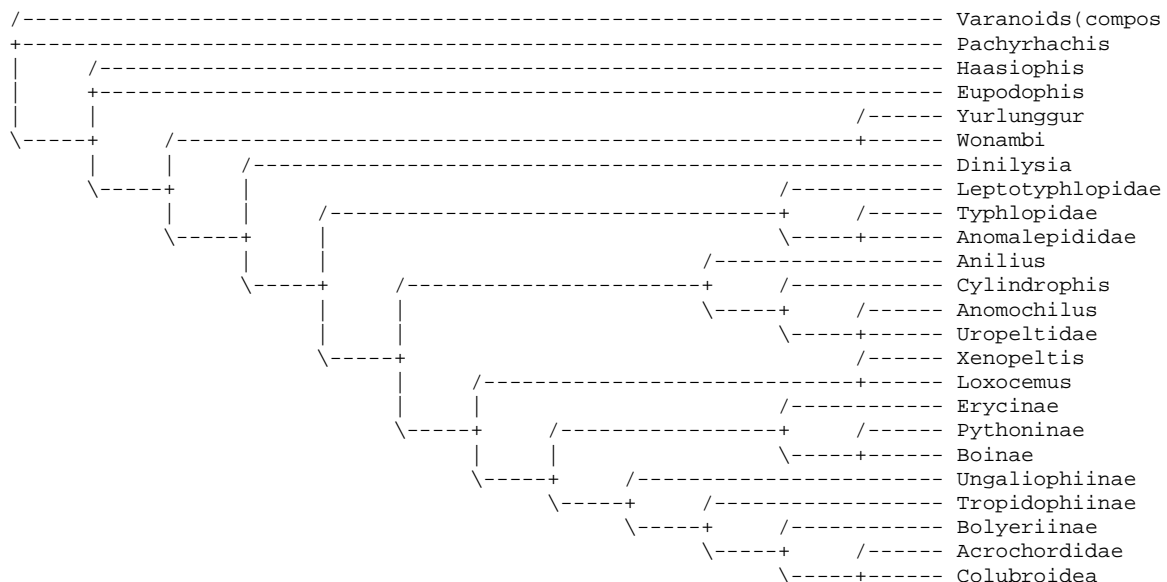 Varanoids(compos
Pachyrhachis
Haasiophis
Eupodophis
Yurlunggur
Wonambi
Dinilysia
Leptotyphlopidae
Typhlopidae
Anomalepididae
Anilius
Cylindrophis
Anomochilus
Uropeltidae
Xenopeltis
Loxocemus
Erycinae
Pythoninae
Boinae
Ungaliophiinae
Tropidophiinae
Bolyeriinae
Acrochordidae
Colubroidea